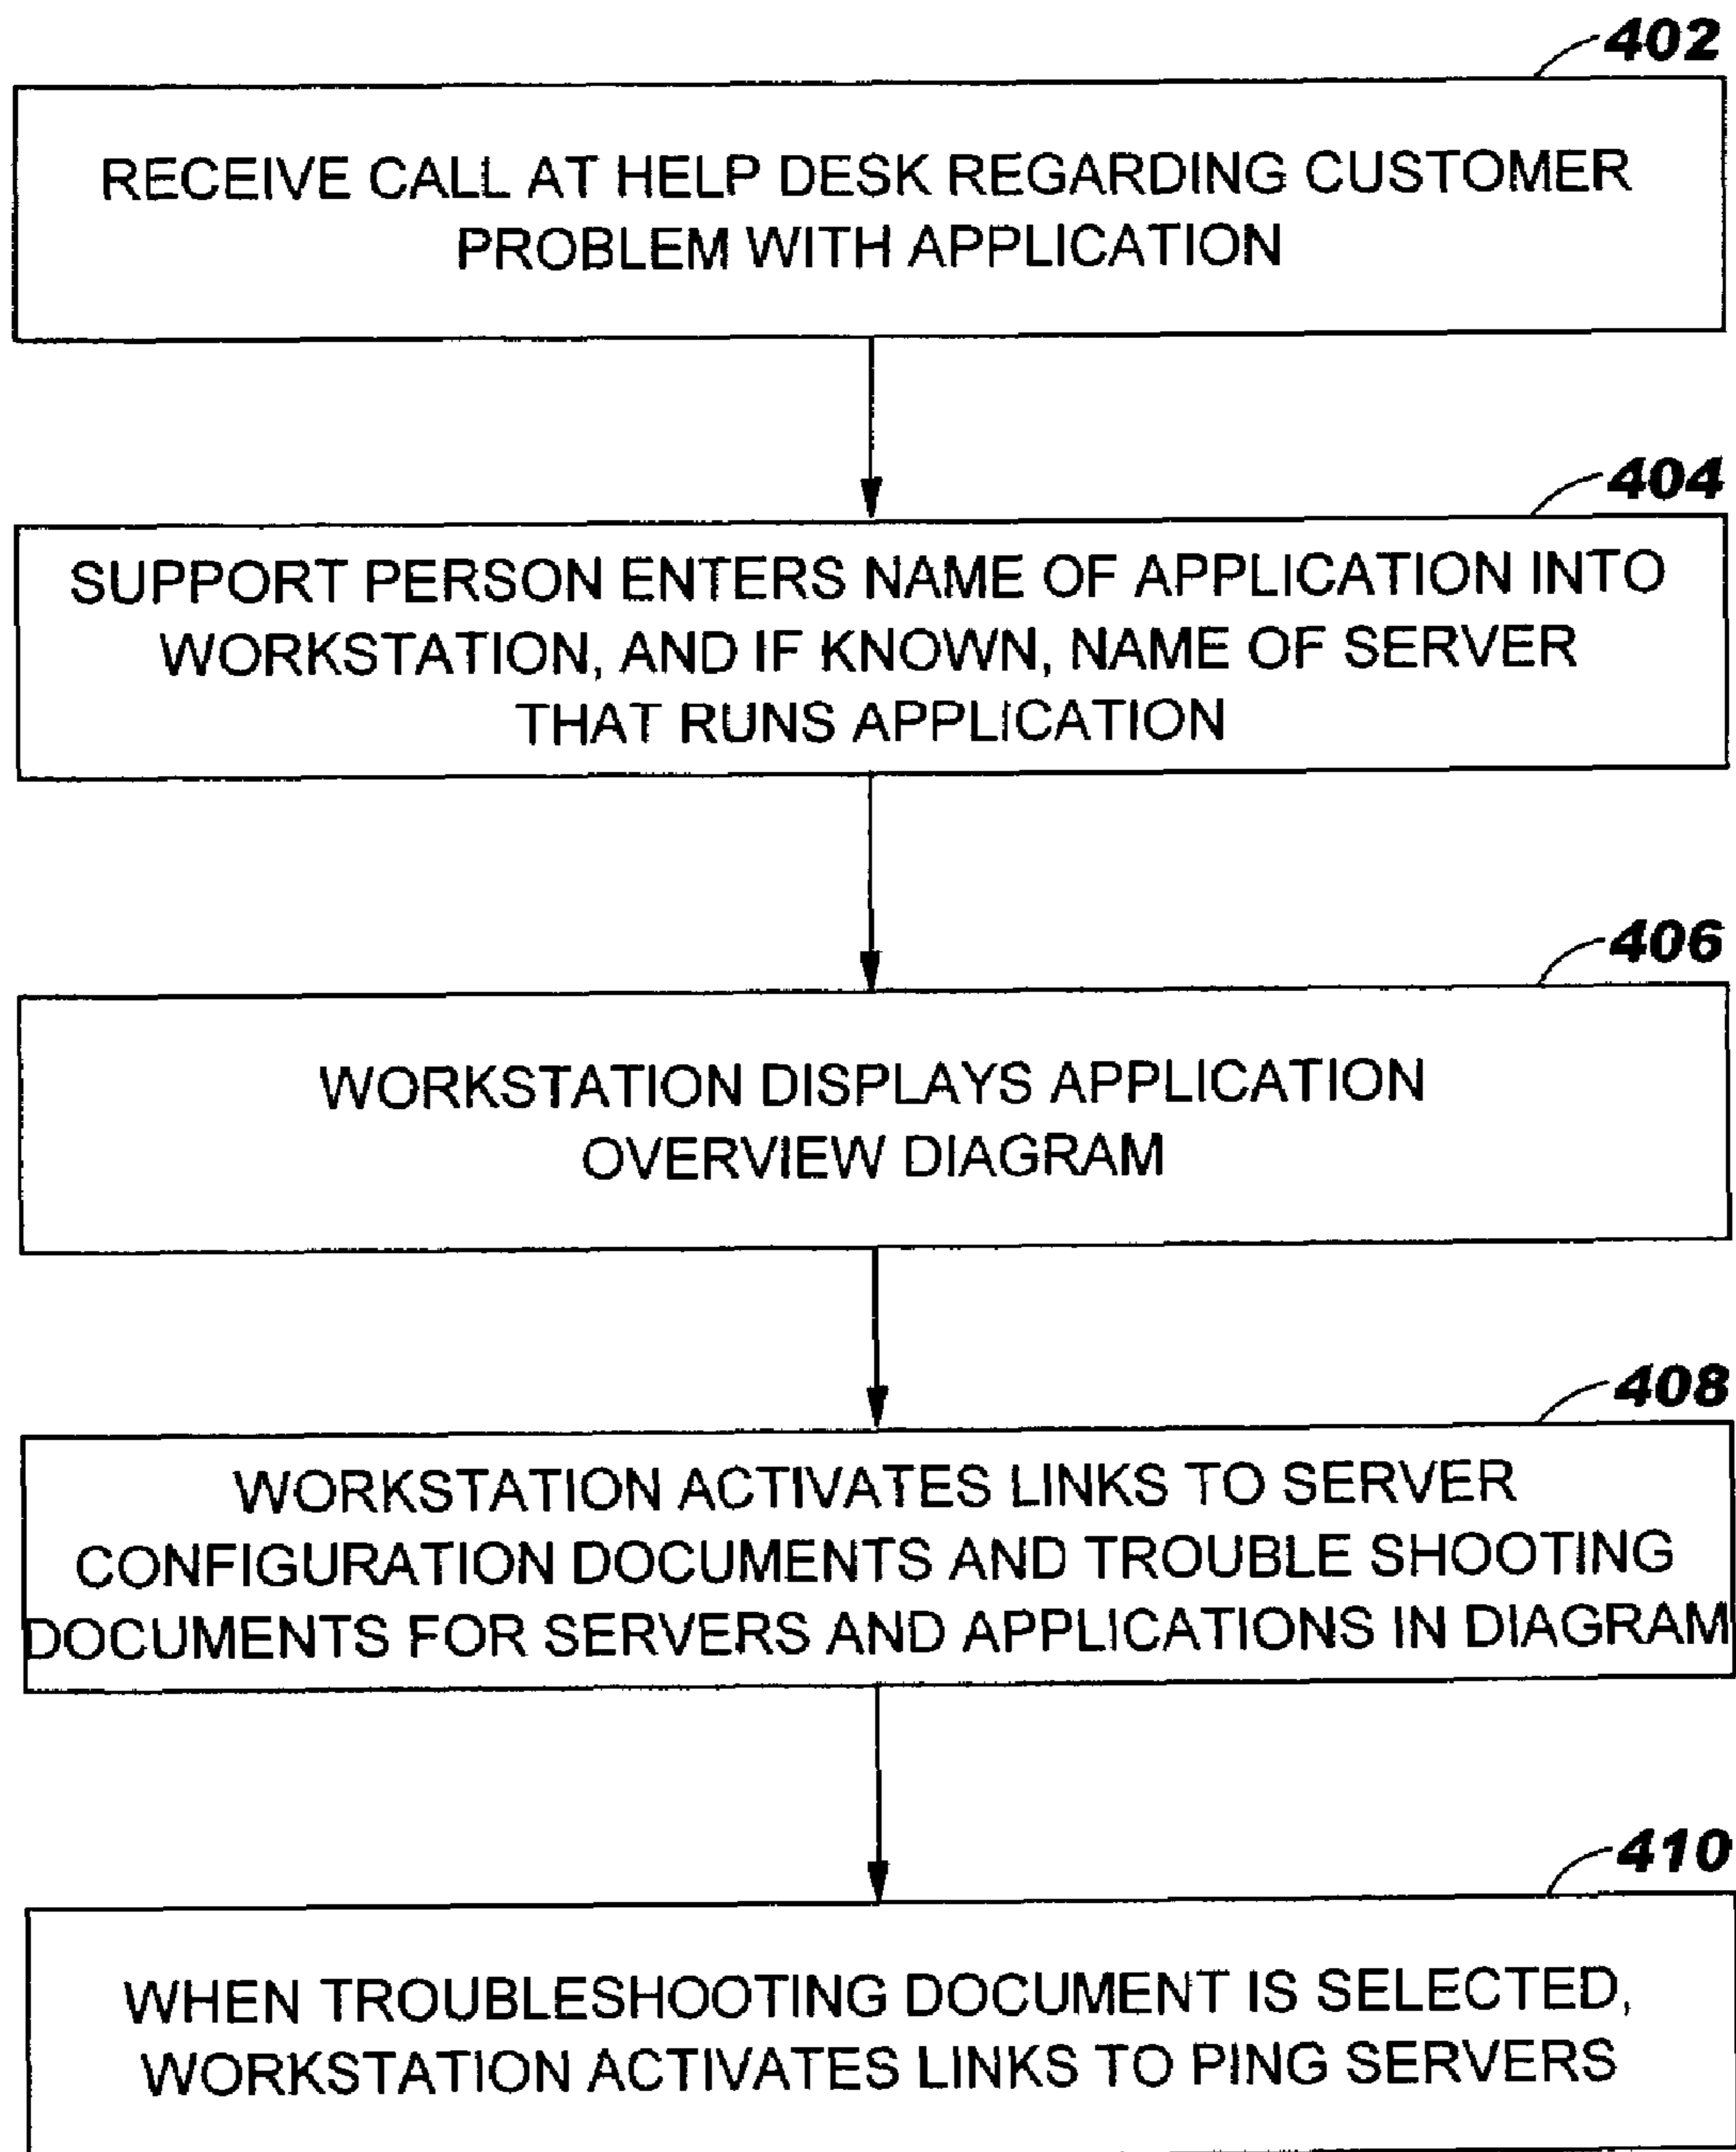 402
RECEIVE CALL AT HELP DESK REGARDING CUSTOMER
PROBLEM WITH APPLICATION
404
SUPPORT PERSON ENTERS NAME OF APPLICATION INTO
WORKSTATION, AND IF KNOWN, NAME OF SERVER
THAT RUNS APPLICATION
406
WORKSTATION DISPLAYS APPLICATION
OVERVIEW DIAGRAM
408
WORKSTATION ACTIVATES LINKS TO SERVER
CONFIGURATION DOCUMENTS AND TROUBLE SHOOTING
DOCUMENTS FOR SERVERS AND APPLICATIONS IN DIAGRAM
410
WHEN TROUBLESHOOTING DOCUMENT IS SELECTED,
WORKSTATION ACTIVATES LINKS TO PING SERVERS